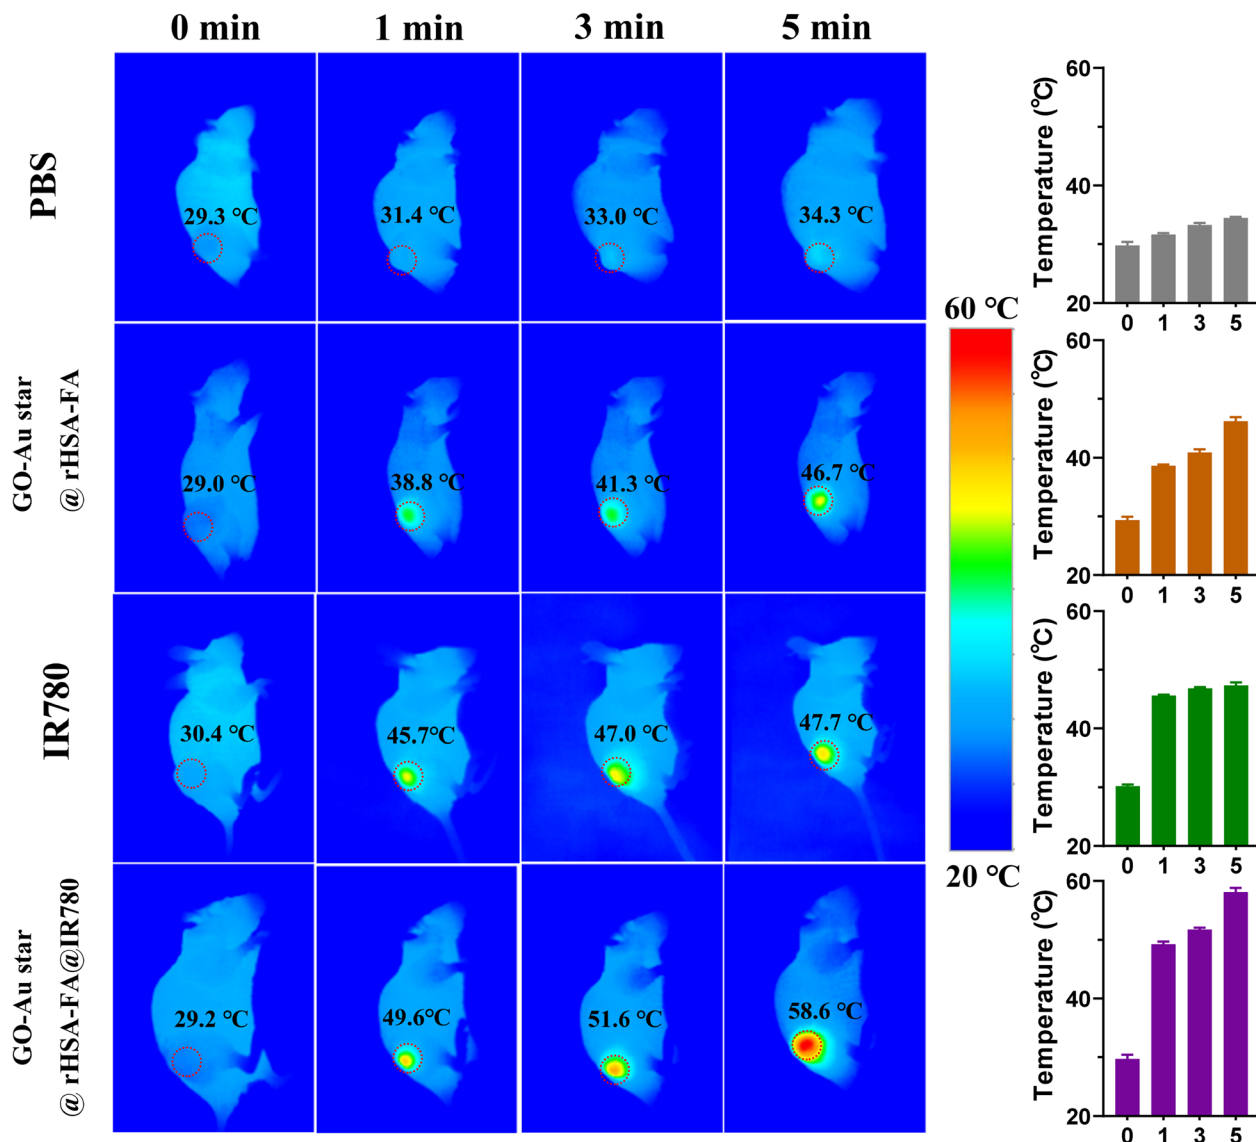 0 min 1 min 3 min 5 min
PBS
29.3 °C 31.4 °C 33.0 °C 34.3 °C
Temperature (°C)
60
40
20
0 1 3 5
GO-Au star
@ rHSA-FA
29.0 °C 38.8 °C 41.3 °C 46.7 °C
60 °C
20 °C
Temperature (°C)
60
40
20
0 1 3 5
IR780
30.4 °C 45.7°C 47.0 °C 47.7 °C
Temperature (°C)
60
40
20
0 1 3 5
GO-Au star
@ rHSA-FA@IR780
29.2 °C 49.6°C 51.6 °C 58.6 °C
Temperature (°C)
60
40
20
0 1 3 5